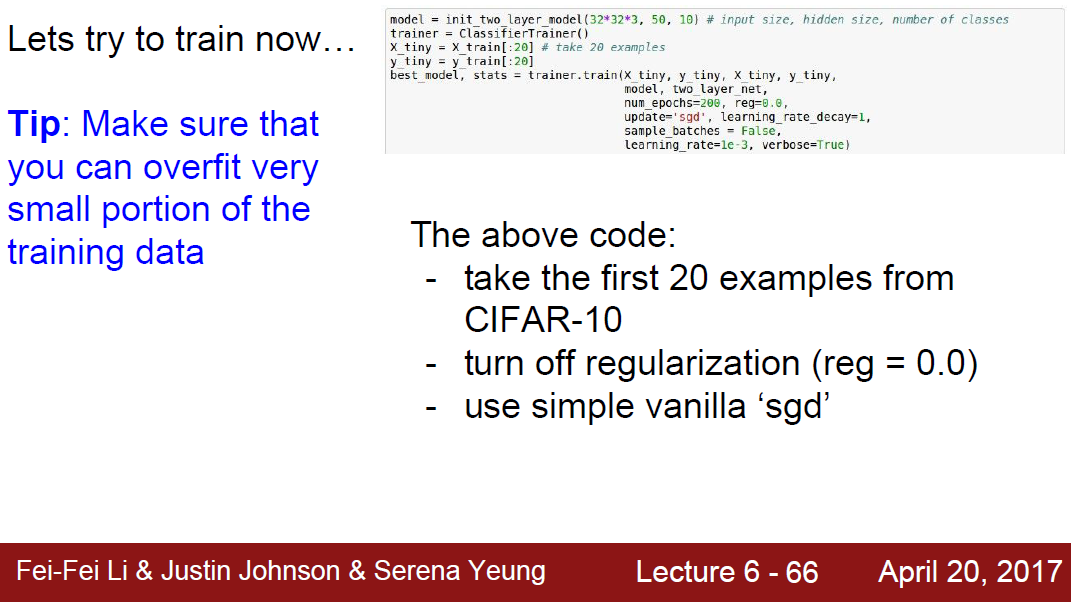 Lets try to train now…
Tip: Make sure that
you can overfit very
small portion of the
training data
model = init_two_layer_model(32*32*3, 50, 10) # input size, hidden size, number of classes
trainer = ClassifierTrainer()
X_tiny = X_train[:20] # take 20 examples
y_tiny = y_train[:20]
best_model, stats = trainer.train(X_tiny, y_tiny, X_tiny, y_tiny,
model, two_layer_net,
num_epochs=200, reg=0.0,
update='sgd', learning_rate_decay=1,
sample_batches = False,
learning_rate=1e-3, verbose=True)
The above code:
- take the first 20 examples from
CIFAR-10
- turn off regularization (reg = 0.0)
- use simple vanilla ‘sgd’
Fei-Fei Li & Justin Johnson & Serena Yeung Lecture 6 - 66 April 20, 2017